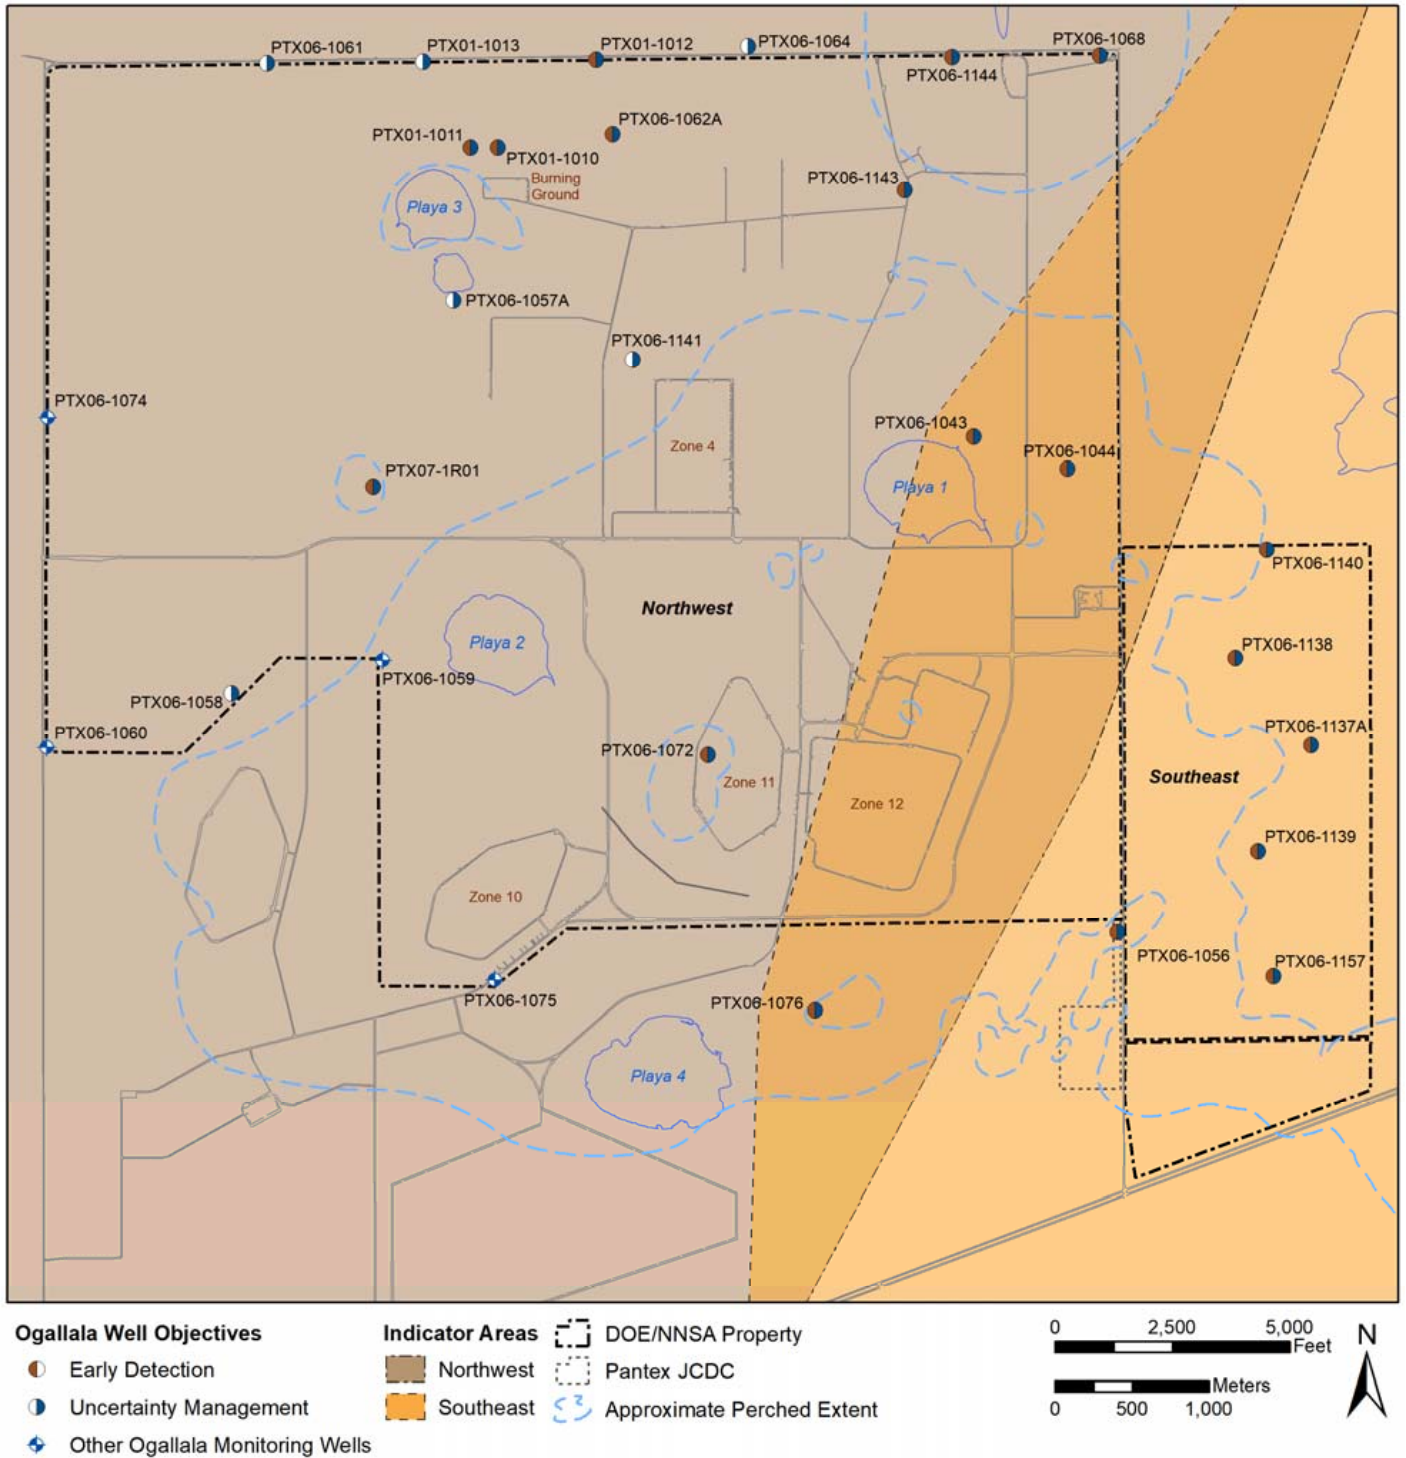 PTX06-1061
PTX01-1013
PTX01-1012
PTX06-1064
PTX06-1068
PTX06-1144
PTX06-1062A
PTX01-1011
PTX01-1010
Burning
Ground
PTX06-1143
Playa 3
PTX06-1057A
PTX06-1141
PTX06-1074
PTX06-1043
Zone 4
PTX06-1044
PTX07-1R01
Playa 1
PTX06-1140
Northwest
Playa 2
PTX06-1138
PTX06-1059
PTX06-1058
PTX06-1060
PTX06-1137A
PTX06-1072
Zone 11
Southeast
Zone 12
PTX06-1139
Zone 10
PTX06-1056
PTX06-1157
PTX06-1075
PTX06-1076
Playa 4
Ogallala Well Objectives
Early Detection
Uncertainty Management
Other Ogallala Monitoring Wells
Indicator Areas
Northwest
Southeast
DOE/NNSA Property
Pantex JCDC
Approximate Perched Extent
0 2,500 5,000
Feet
Meters
0 500 1,000
N